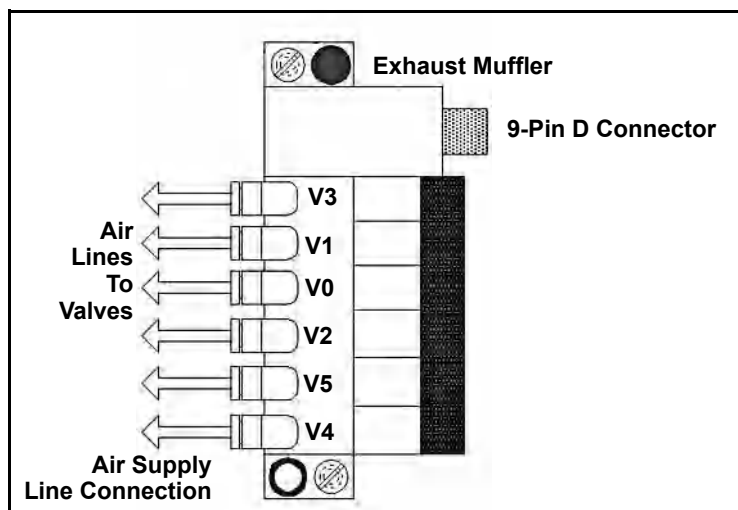 Exhaust Muffler
9-Pin D Connector
V3
V1
V0
V2
V5
V4
Air
Lines
To
Valves
Air Supply
Line Connection